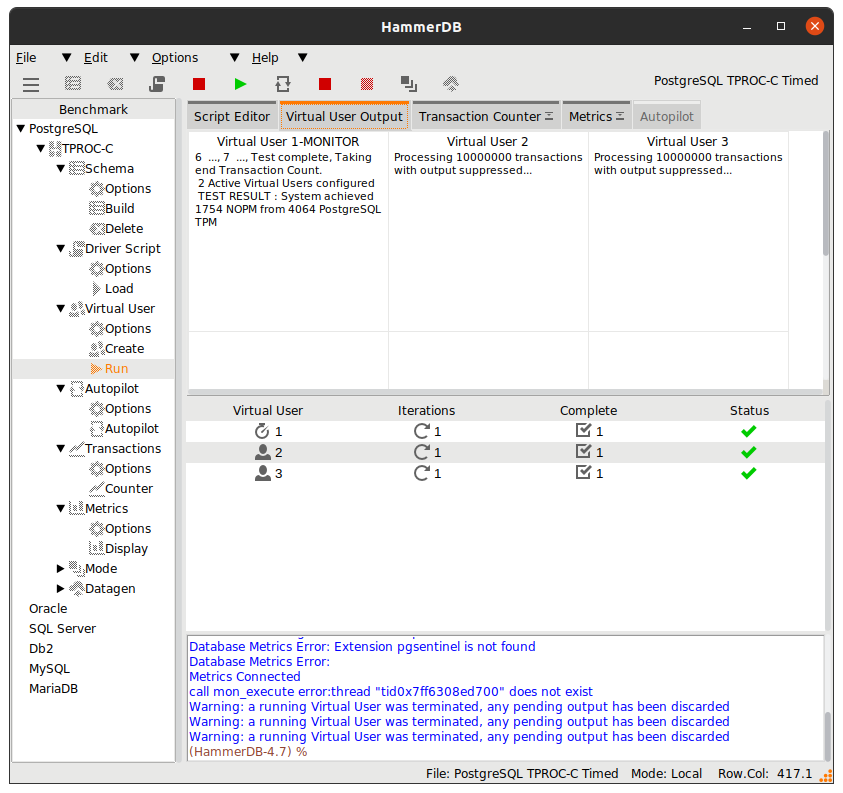 HammerDB
File Edit Options Help
PostgreSQL TPROC-C Timed
Benchmark
PostgreSQL
TPROC-C
Schema
Options
Build
Delete
Driver Script
Options
Load
Virtual User
Options
Create
Run
Autopilot
Options
Autopilot
Transactions
Options
Counter
Metrics
Options
Display
Mode
Datagen
Oracle
SQL Server
Db2
MySQL
MariaDB
Script Editor Virtual User Output Transaction Counter Metrics Autopilot
Virtual User 1-MONITOR
6 ..., 7 ..., Test complete, Taking
end Transaction Count.
2 Active Virtual Users configured
TEST RESULT : System achieved
1754 NOPM from 4064 PostgreSQL
TPM
Virtual User 2
Processing 10000000 transactions
with output suppressed...
Virtual User 3
Processing 10000000 transactions
with output suppressed...
Virtual User Iterations Complete Status
1 1 1
2 1 1
3 1 1
Database Metrics Error: Extension pgsentinel is not found
Database Metrics Error:
Metrics Connected
call mon_execute error:thread "tid0x7ff6308ed700" does not exist
Warning: a running Virtual User was terminated, any pending output has been discarded
Warning: a running Virtual User was terminated, any pending output has been discarded
Warning: a running Virtual User was terminated, any pending output has been discarded
(HammerDB-4.7) %
File: PostgreSQL TPROC-C Timed Mode: Local Row.Col: 417.1